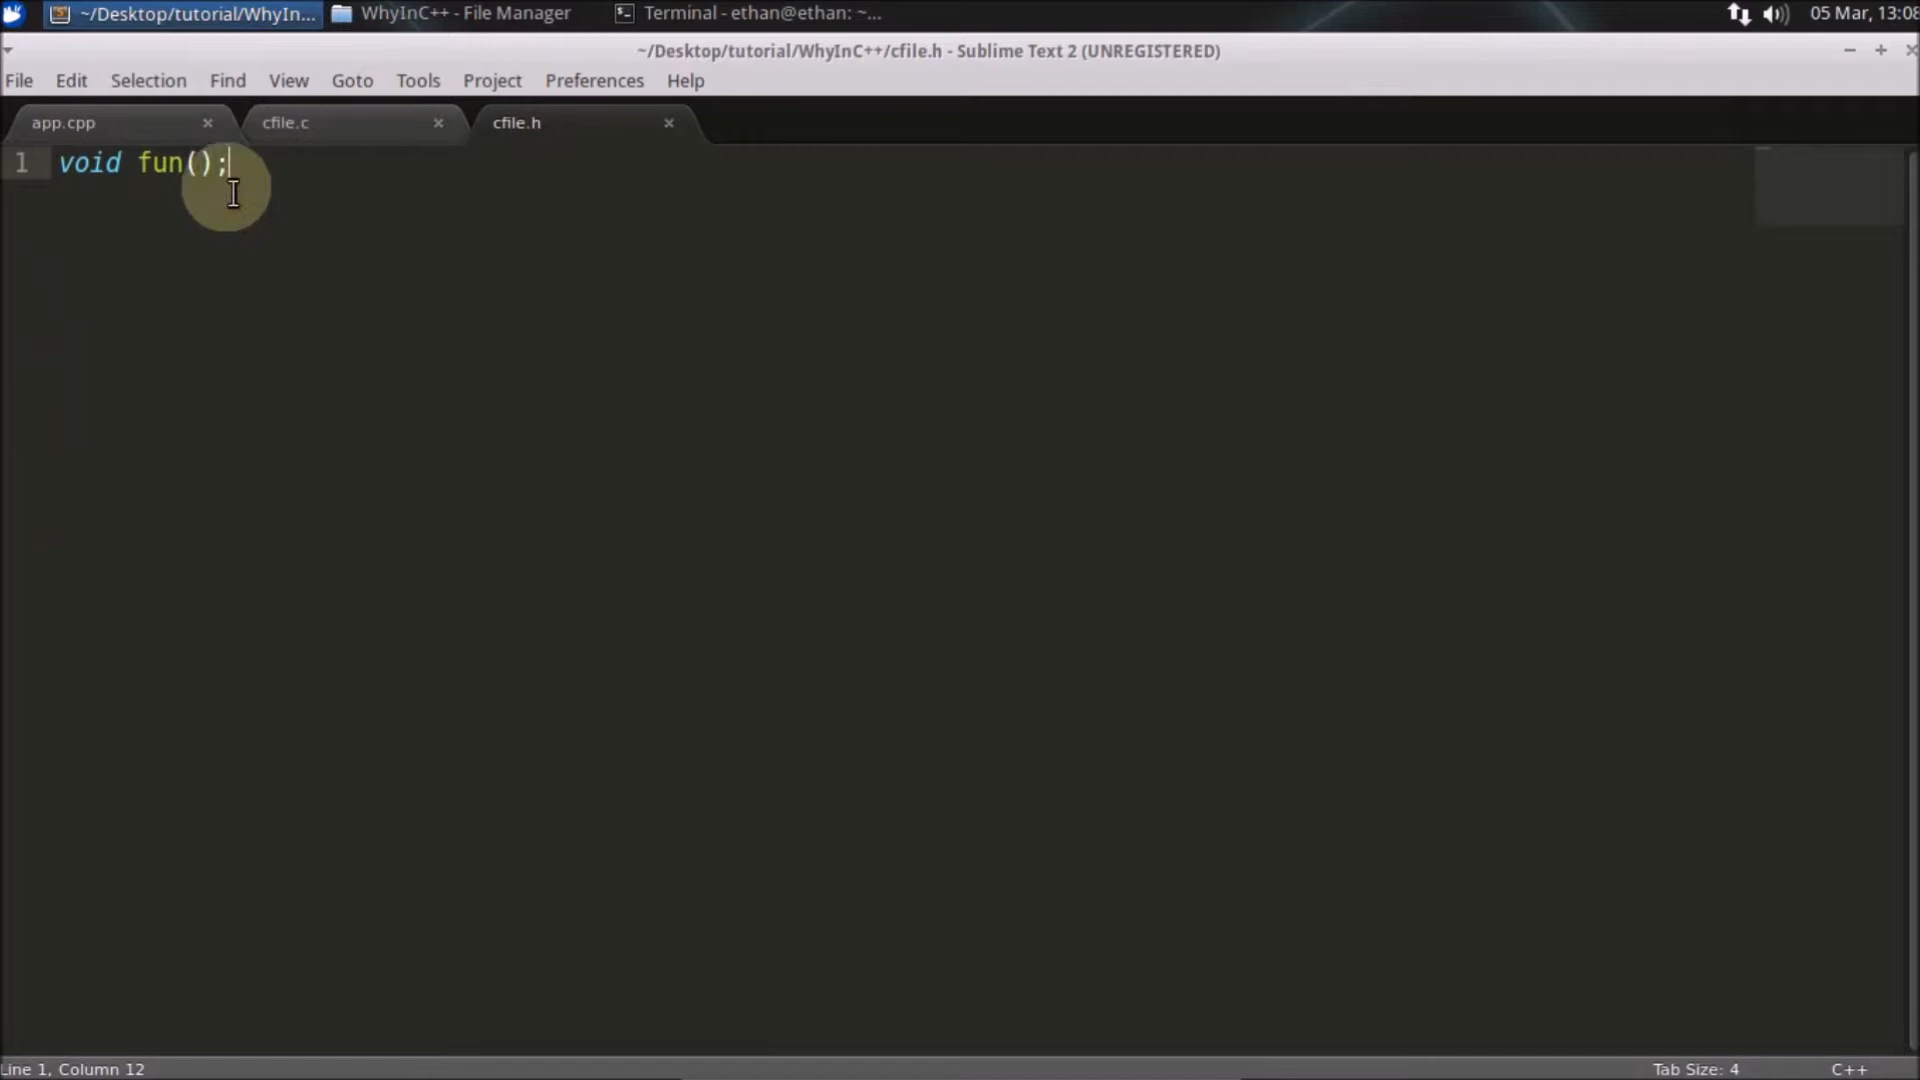 ~/Desktop/tutorial/WhyIn... WhyInC++ - File Manager Terminal - ethan@ethan: ~... 05 Mar, 13:08
~/Desktop/tutorial/WhyInC++/cfile.h - Sublime Text 2 (UNREGISTERED)
File Edit Selection Find View Goto Tools Project Preferences Help
app.cpp cfile.c cfile.h
1 void fun();
Line 1, Column 12 Tab Size: 4 C++